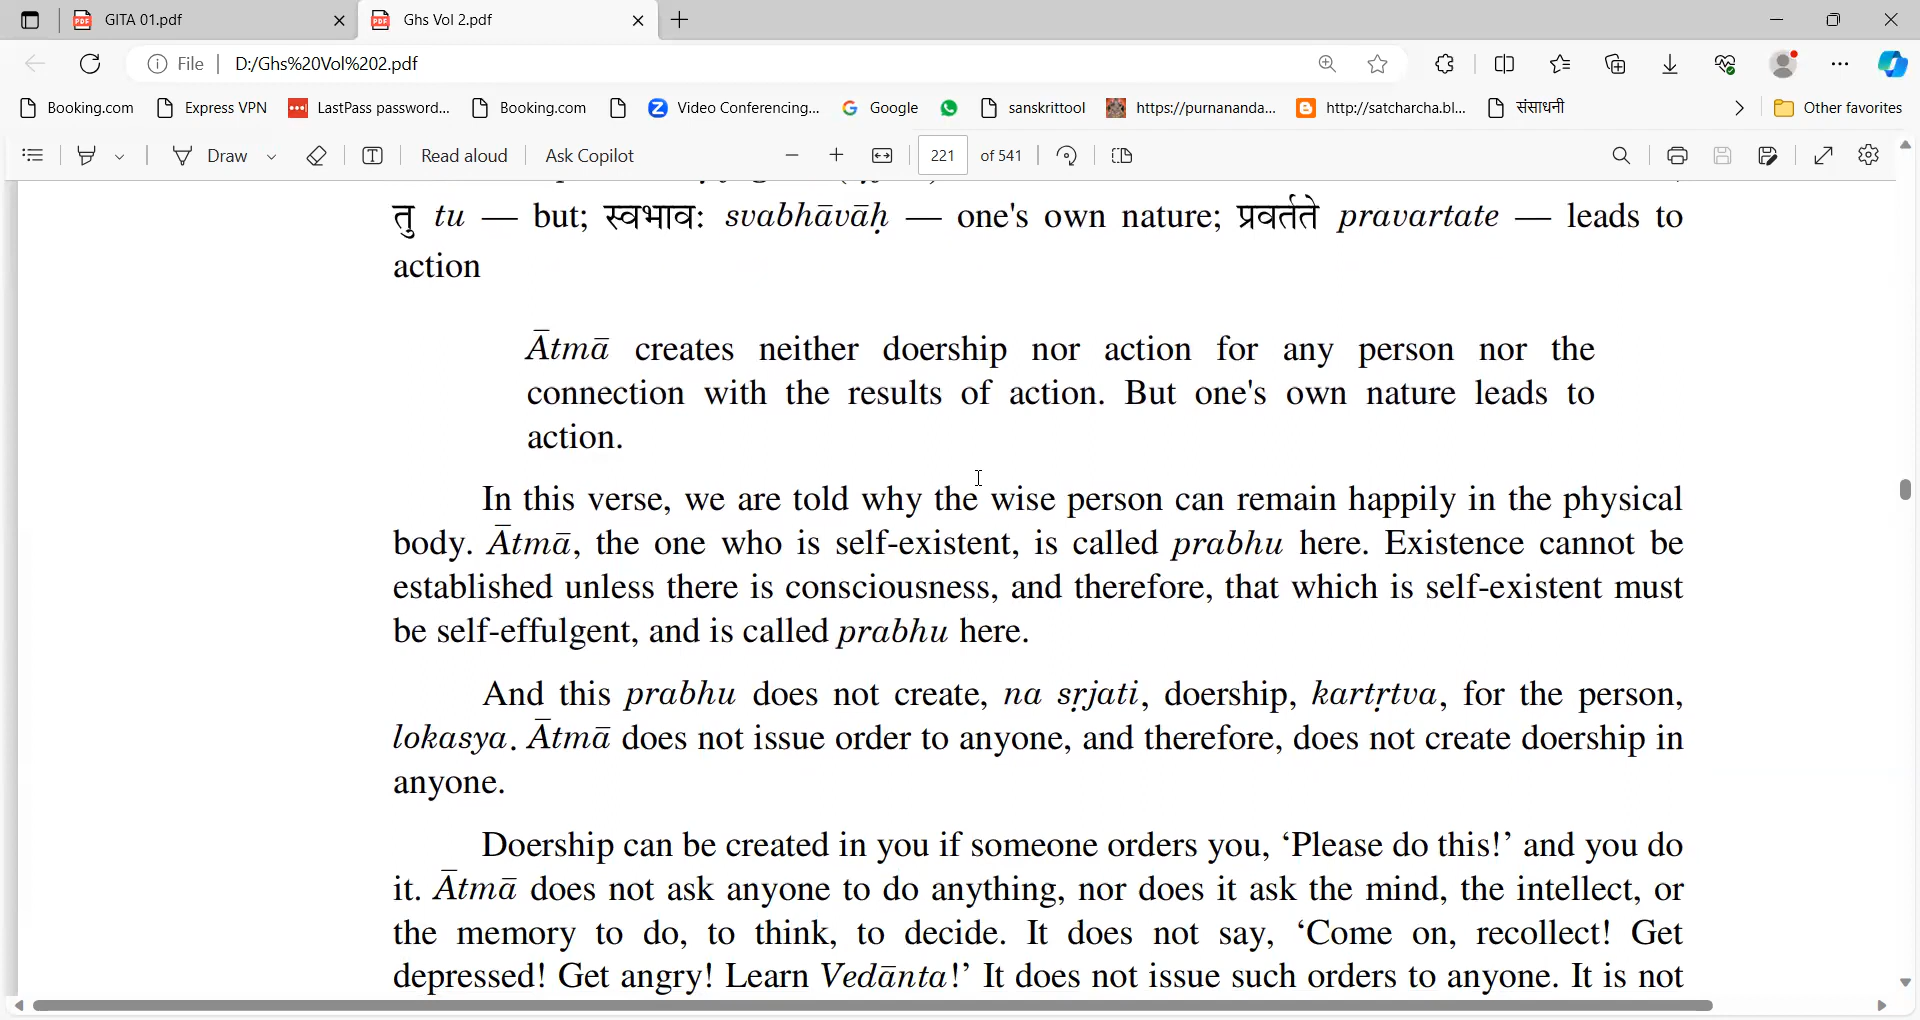 GITA 01.pdf
Ghs Vol 2.pdf
File
D:/Ghs%20Vol%202.pdf
Booking.com
Express VPN
LastPass password...
Booking.com
Video Conferencing...
Google
sanskrittool
https://purnananda...
http://satcharcha.bl...
संसाधनी
Other favorites
Draw
Read aloud
Ask Copilot
221 of 541
तु tu — but; स्वभावः svabhāvāḥ — one's own nature; प्रवर्तते pravartate — leads to
action
Ātmā creates neither doership nor action for any person nor the
connection with the results of action. But one's own nature leads to
action.
In this verse, we are told why the wise person can remain happily in the physical
body. Ātmā, the one who is self-existent, is called prabhu here. Existence cannot be
established unless there is consciousness, and therefore, that which is self-existent must
be self-effulgent, and is called prabhu here.
And this prabhu does not create, na sṛjati, doership, kartṛtva, for the person,
lokasya. Ātmā does not issue order to anyone, and therefore, does not create doership in
anyone.
Doership can be created in you if someone orders you, ‘Please do this!’ and you do
it. Ātmā does not ask anyone to do anything, nor does it ask the mind, the intellect, or
the memory to do, to think, to decide. It does not say, ‘Come on, recollect! Get
depressed! Get angry! Learn Vedānta!’ It does not issue such orders to anyone. It is not